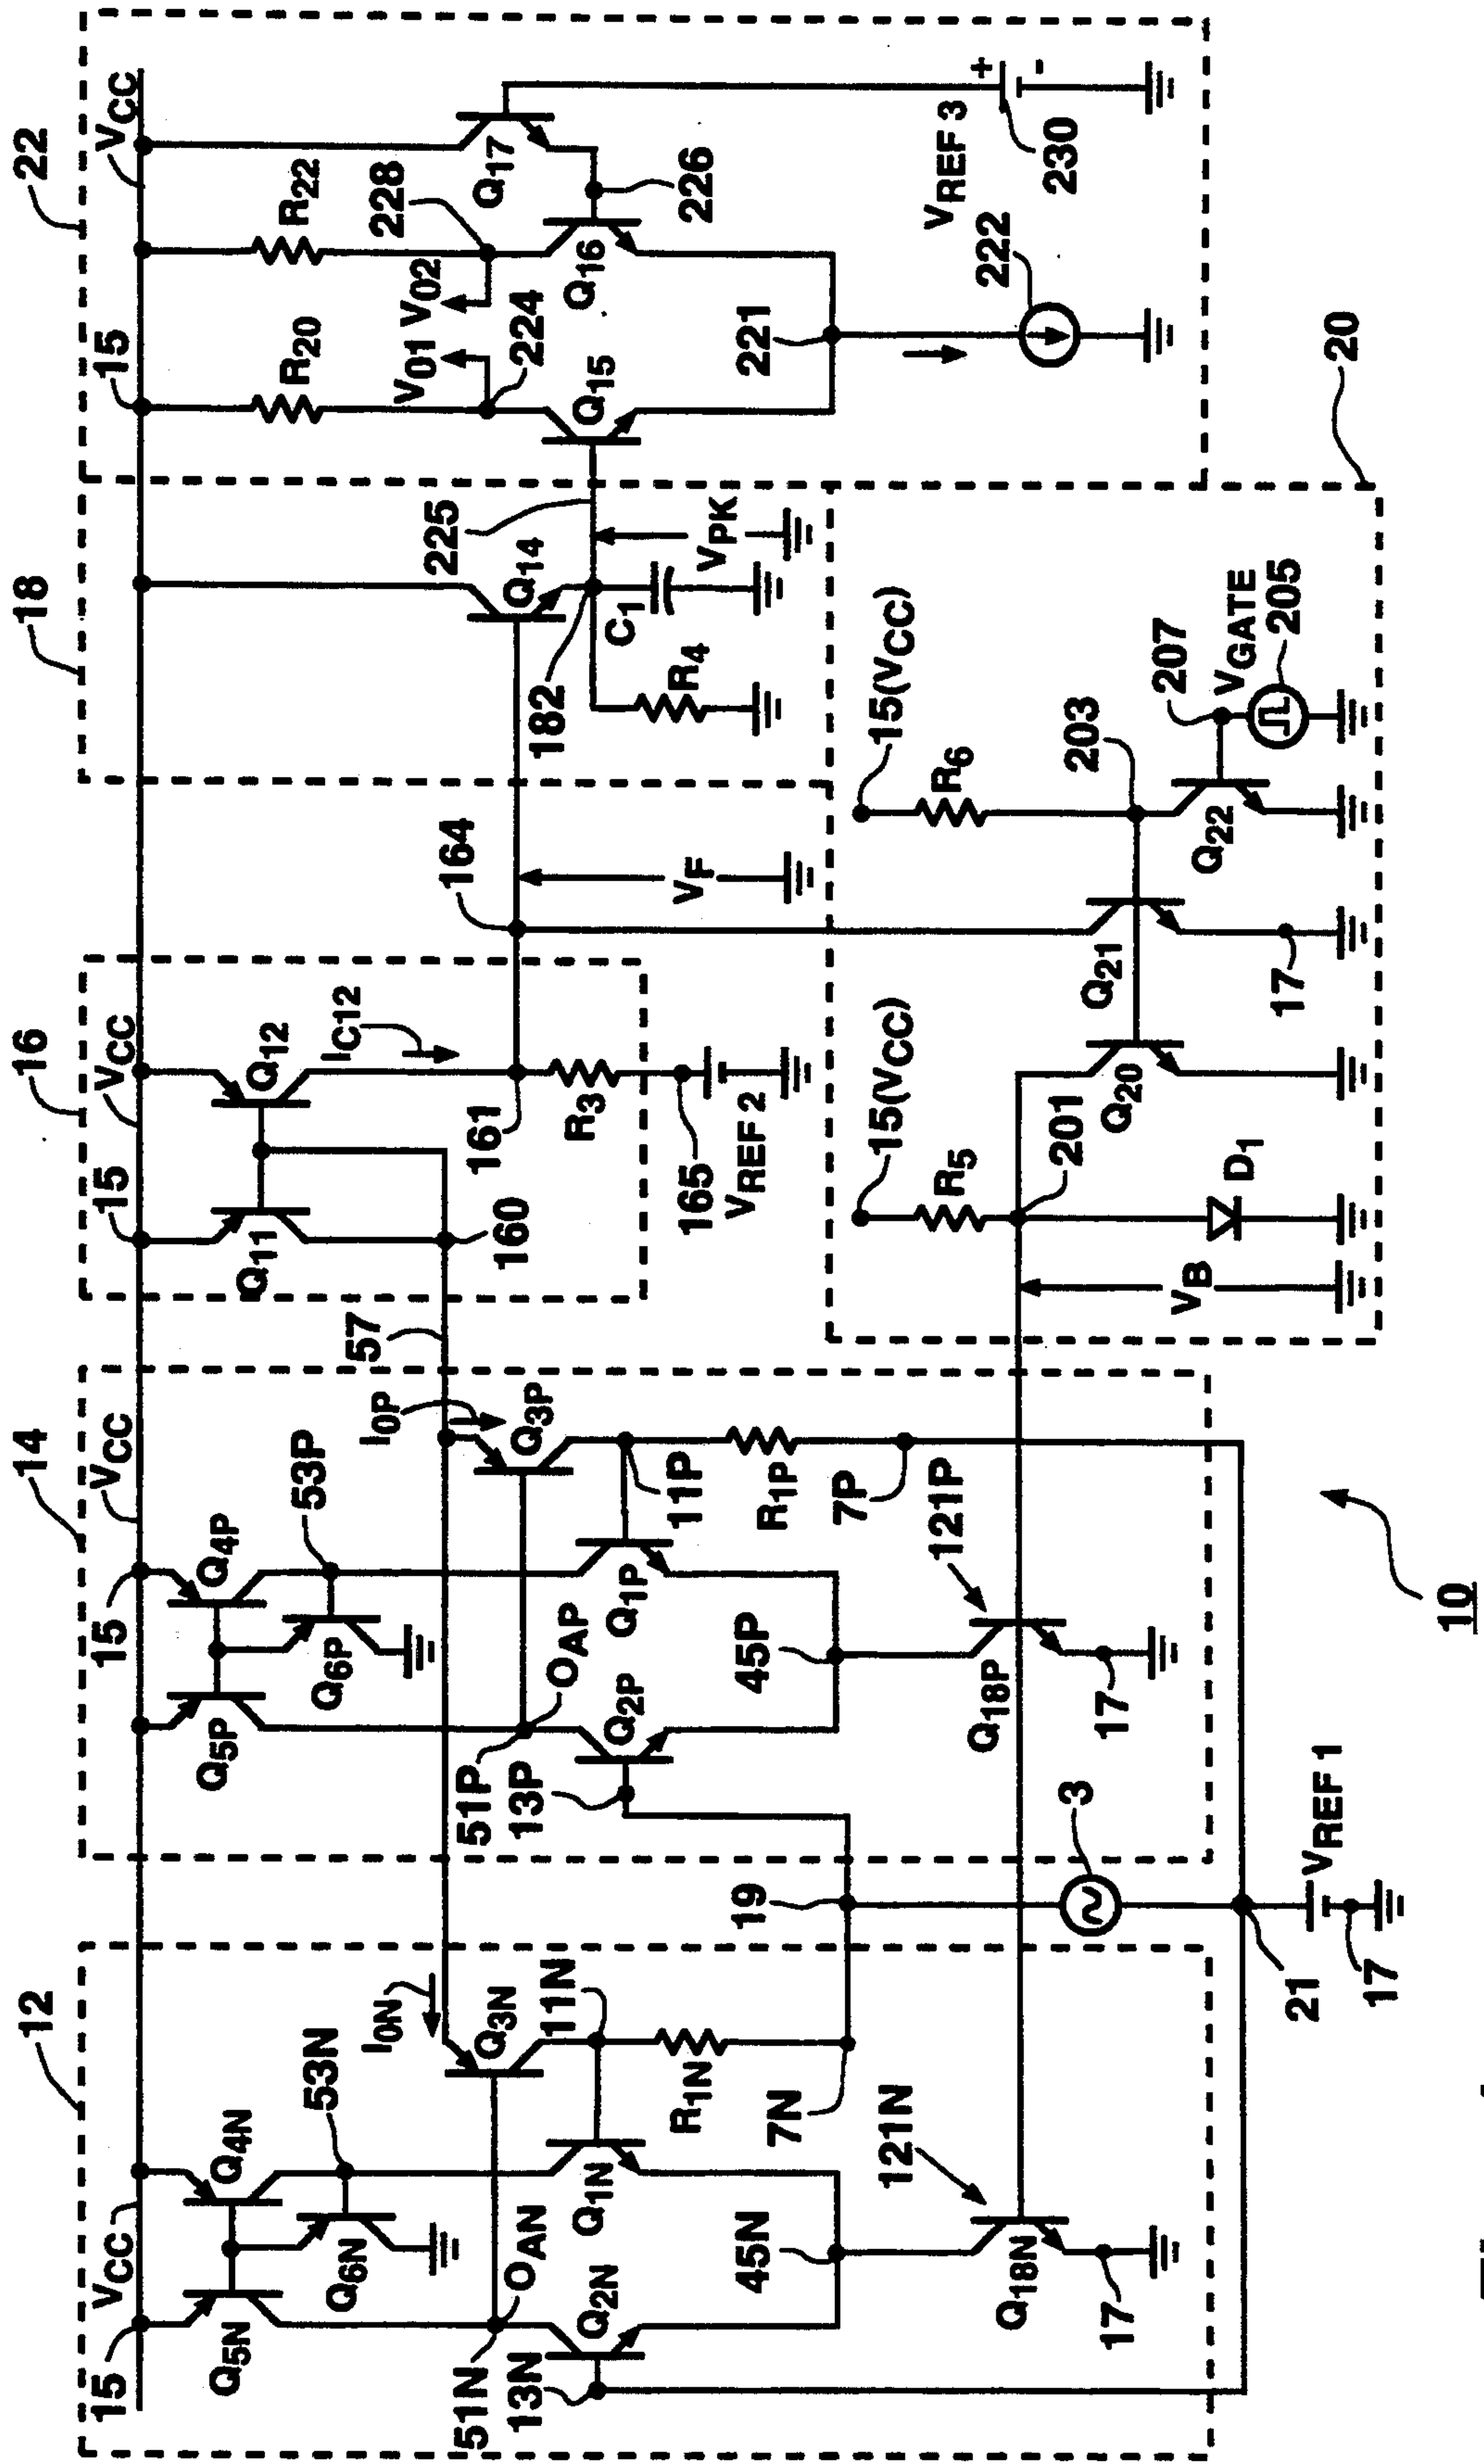 12
14
16
18
22
VCC
15
Q5N
Q4N
Q6N
53N
51N
OAN
13N
Q2N
Q1N
Q3N
I0N
11N
R1N
7N
45N
121N
Q18N
17
19
3
21
VREF 1
17
VCC
15
Q5P
Q4P
Q6P
53P
51P
OAP
13P
Q2P
Q1P
Q3P
I0P
11P
R1P
7P
45P
121P
Q18P
17
57
VCC
15
Q11
Q12
IC12
160
161
R3
165
VREF 2
164
VF
Q14
182
C1
R4
225
VPK
15
R20
R22
VCC
V01
V02
224
228
Q15
Q16
Q17
226
221
222
VREF 3
+
-
230
20
15(VCC)
R5
201
D1
VB
Q20
Q21
17
15(VCC)
R6
203
Q22
207
VGATE
205
10